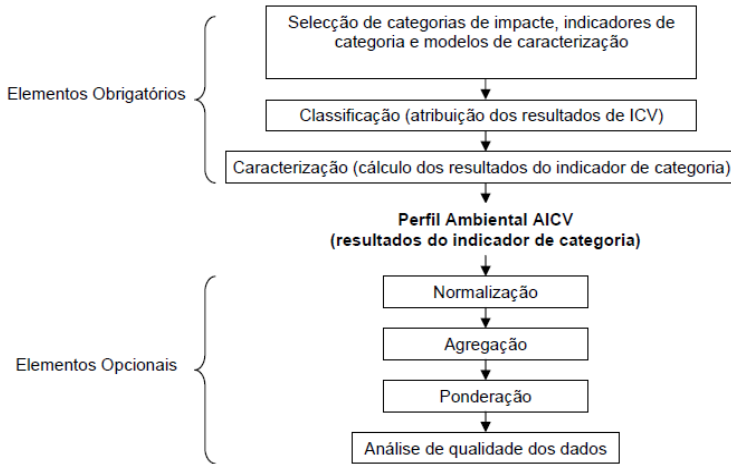 Selecção de categorias de impacte, indicadores de
categoria e modelos de caracterização
Elementos Obrigatórios
Classificação (atribuição dos resultados de ICV)
Caracterização (cálculo dos resultados do indicador de categoria)
Perfil Ambiental AICV
(resultados do indicador de categoria)
Normalização
Agregação
Elementos Opcionais
Ponderação
Análise de qualidade dos dados